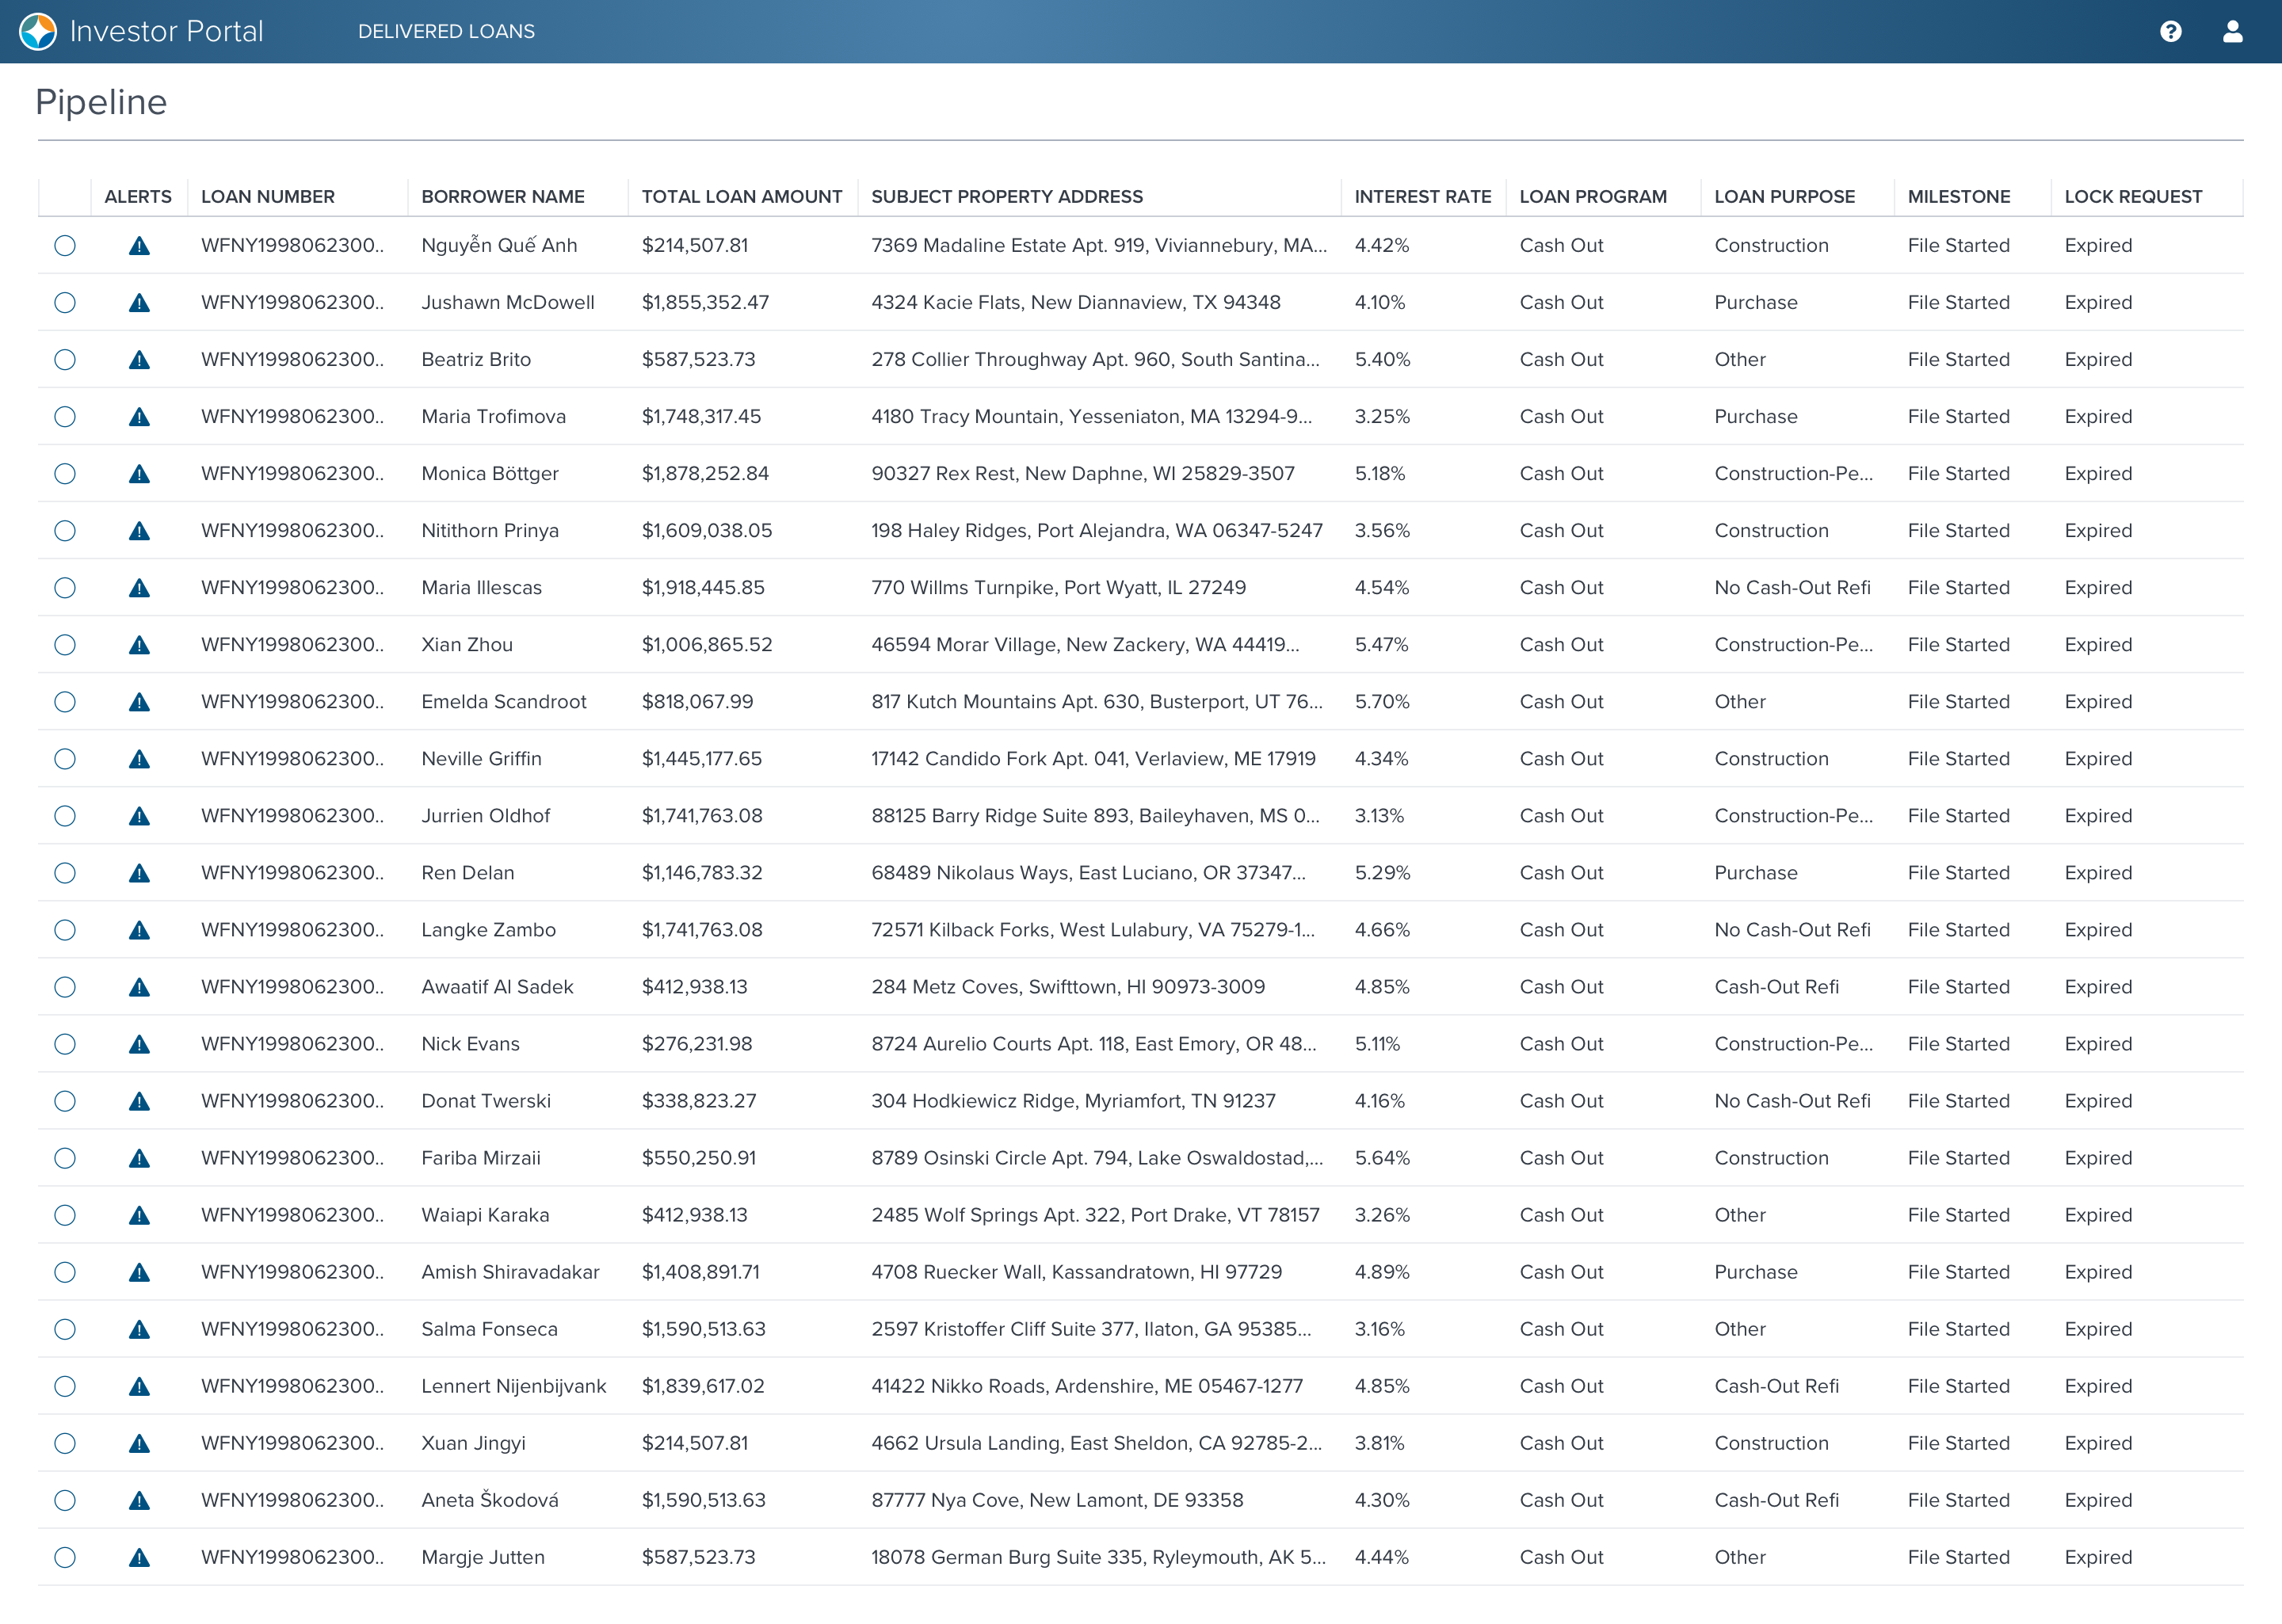 Investor Portal DELIVERED LOANS
Pipeline
ALERTS LOAN NUMBER BORROWER NAME TOTAL LOAN AMOUNT SUBJECT PROPERTY ADDRESS INTEREST RATE LOAN PROGRAM LOAN PURPOSE MILESTONE LOCK REQUEST
WFNY1998062300.. Nguyễn Quế Anh $214,507.81 7369 Madaline Estate Apt. 919, Viviannebury, MA... 4.42% Cash Out Construction File Started Expired
WFNY1998062300.. Jushawn McDowell $1,855,352.47 4324 Kacie Flats, New Diannaview, TX 94348 4.10% Cash Out Purchase File Started Expired
WFNY1998062300.. Beatriz Brito $587,523.73 278 Collier Throughway Apt. 960, South Santina... 5.40% Cash Out Other File Started Expired
WFNY1998062300.. Maria Trofimova $1,748,317.45 4180 Tracy Mountain, Yesseniaton, MA 13294-9... 3.25% Cash Out Purchase File Started Expired
WFNY1998062300.. Monica Böttger $1,878,252.84 90327 Rex Rest, New Daphne, WI 25829-3507 5.18% Cash Out Construction-Pe... File Started Expired
WFNY1998062300.. Nitithorn Prinya $1,609,038.05 198 Haley Ridges, Port Alejandra, WA 06347-5247 3.56% Cash Out Construction File Started Expired
WFNY1998062300.. Maria Illescas $1,918,445.85 770 Willms Turnpike, Port Wyatt, IL 27249 4.54% Cash Out No Cash-Out Refi File Started Expired
WFNY1998062300.. Xian Zhou $1,006,865.52 46594 Morar Village, New Zackery, WA 44419... 5.47% Cash Out Construction-Pe... File Started Expired
WFNY1998062300.. Emelda Scandroot $818,067.99 817 Kutch Mountains Apt. 630, Busterport, UT 76... 5.70% Cash Out Other File Started Expired
WFNY1998062300.. Neville Griffin $1,445,177.65 17142 Candido Fork Apt. 041, Verlaview, ME 17919 4.34% Cash Out Construction File Started Expired
WFNY1998062300.. Jurrien Oldhof $1,741,763.08 88125 Barry Ridge Suite 893, Baileyhaven, MS 0... 3.13% Cash Out Construction-Pe... File Started Expired
WFNY1998062300.. Ren Delan $1,146,783.32 68489 Nikolaus Ways, East Luciano, OR 37347... 5.29% Cash Out Purchase File Started Expired
WFNY1998062300.. Langke Zambo $1,741,763.08 72571 Kilback Forks, West Lulabury, VA 75279-1... 4.66% Cash Out No Cash-Out Refi File Started Expired
WFNY1998062300.. Awaatif Al Sadek $412,938.13 284 Metz Coves, Swifttown, HI 90973-3009 4.85% Cash Out Cash-Out Refi File Started Expired
WFNY1998062300.. Nick Evans $276,231.98 8724 Aurelio Courts Apt. 118, East Emory, OR 48... 5.11% Cash Out Construction-Pe... File Started Expired
WFNY1998062300.. Donat Twerski $338,823.27 304 Hodkiewicz Ridge, Myriamfort, TN 91237 4.16% Cash Out No Cash-Out Refi File Started Expired
WFNY1998062300.. Fariba Mirzaii $550,250.91 8789 Osinski Circle Apt. 794, Lake Oswaldostad,... 5.64% Cash Out Construction File Started Expired
WFNY1998062300.. Waiapi Karaka $412,938.13 2485 Wolf Springs Apt. 322, Port Drake, VT 78157 3.26% Cash Out Other File Started Expired
WFNY1998062300.. Amish Shiravadakar $1,408,891.71 4708 Ruecker Wall, Kassandratown, HI 97729 4.89% Cash Out Purchase File Started Expired
WFNY1998062300.. Salma Fonseca $1,590,513.63 2597 Kristoffer Cliff Suite 377, Ilaton, GA 95385... 3.16% Cash Out Other File Started Expired
WFNY1998062300.. Lennert Nijenbijvank $1,839,617.02 41422 Nikko Roads, Ardenshire, ME 05467-1277 4.85% Cash Out Cash-Out Refi File Started Expired
WFNY1998062300.. Xuan Jingyi $214,507.81 4662 Ursula Landing, East Sheldon, CA 92785-2... 3.81% Cash Out Construction File Started Expired
WFNY1998062300.. Aneta Škodová $1,590,513.63 87777 Nya Cove, New Lamont, DE 93358 4.30% Cash Out Cash-Out Refi File Started Expired
WFNY1998062300.. Margje Jutten $587,523.73 18078 German Burg Suite 335, Ryleymouth, AK 5... 4.44% Cash Out Other File Started Expired